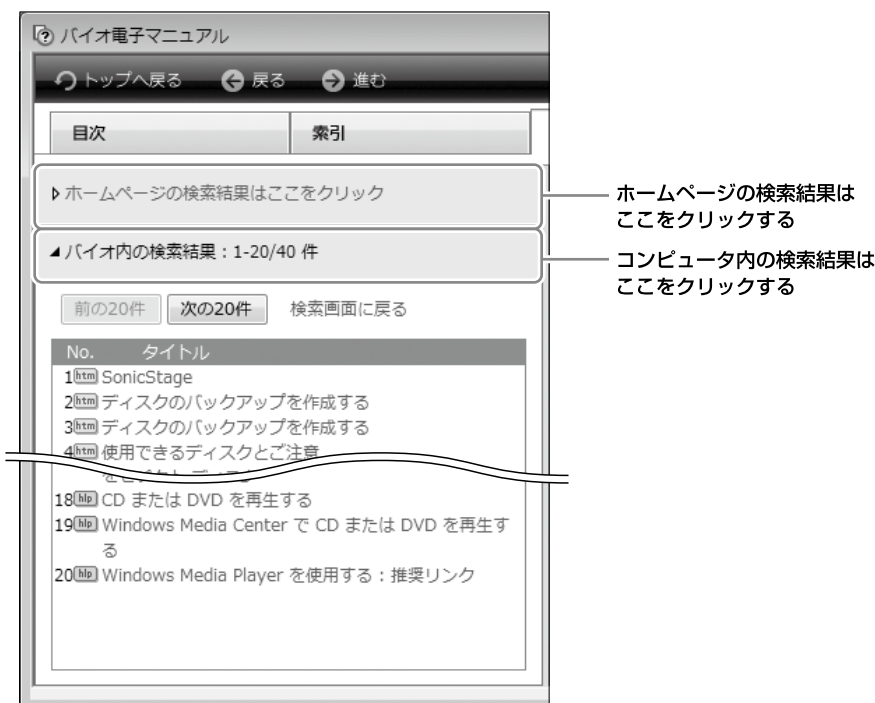 バイオ電子マニュアル
トップへ戻る 戻る 進む
目次 索引
ホームページの検索結果はここをクリック
ホームページの検索結果は
ここをクリックする
バイオ内の検索結果：1-20/40 件
コンピュータ内の検索結果は
ここをクリックする
前の20件 次の20件 検索画面に戻る
No. タイトル
1 htm SonicStage
2 htm ディスクのバックアップを作成する
3 htm ディスクのバックアップを作成する
4 htm 使用できるディスクとご注意
18 hlp CD または DVD を再生する
19 hlp Windows Media Center で CD または DVD を再生す
る
20 hlp Windows Media Player を使用する：推奨リンク